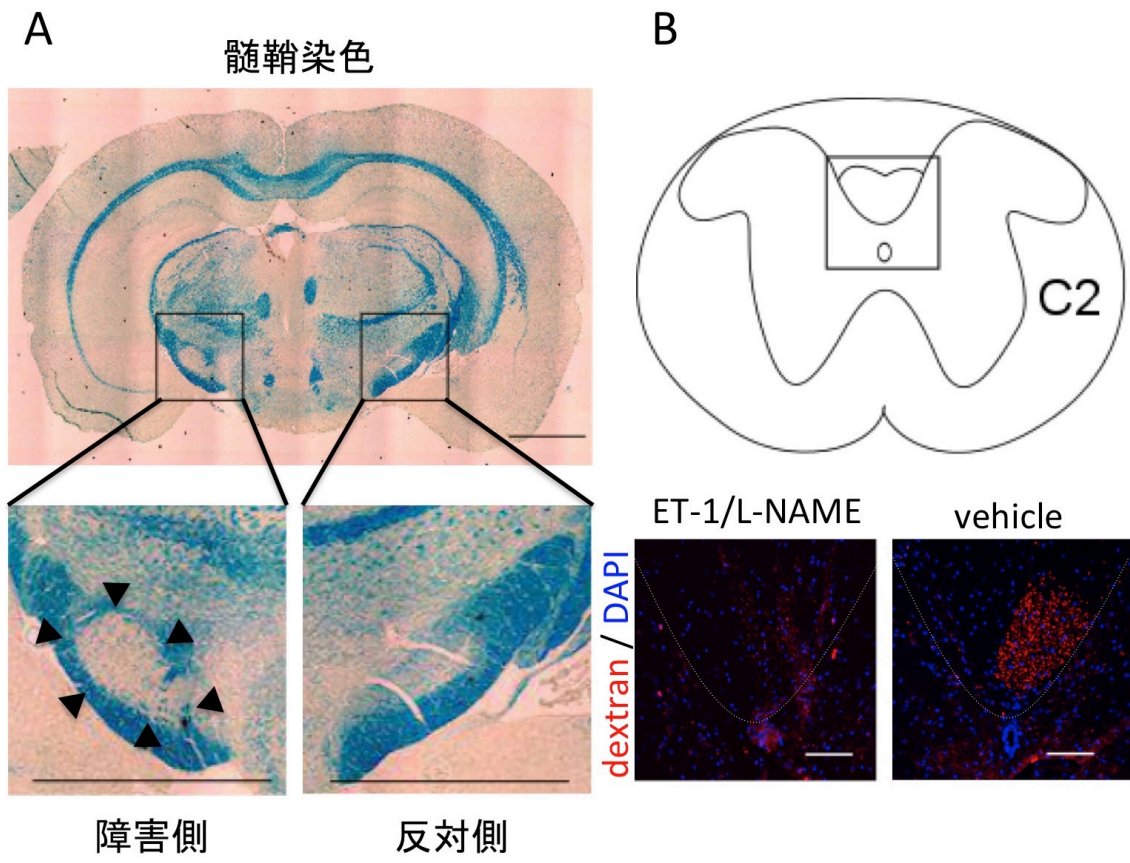 A
髄鞘染色
障害側
反対側
B
C2
ET-1/L-NAME
vehicle
dextran / DAPI